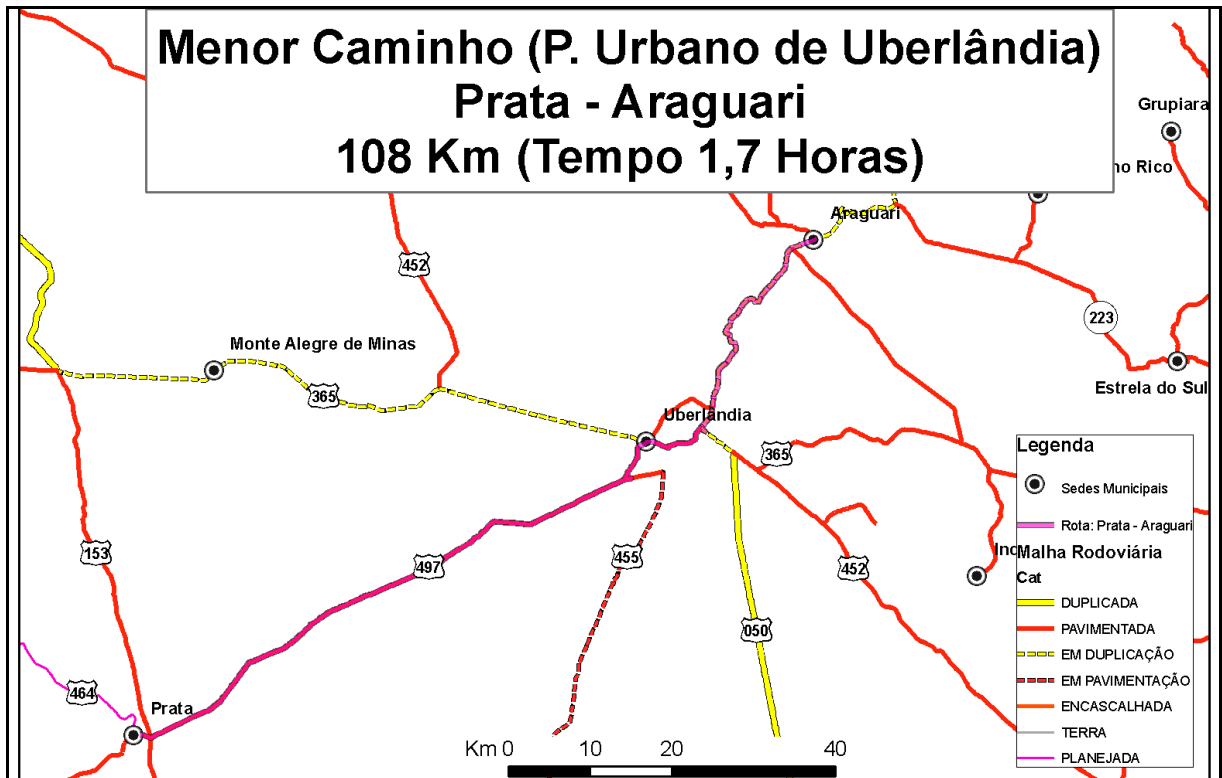 Menor Caminho (P. Urbano de Uberlândia)
Prata - Araguari
108 Km (Tempo 1,7 Horas)
Grupiara
no Rico
Araguari
452
223
Monte Alegre de Minas
365
Estrela do Sul
Uberlândia
365
153
497
455
452
050
464
Prata
Inc
Legenda
Sedes Municipais
Rota: Prata - Araguari
Malha Rodoviária
Cat
DUPLICADA
PAVIMENTADA
EM DUPLICAÇÃO
EM PAVIMENTAÇÃO
ENCASCALHADA
TERRA
PLANEJADA
Km 0 10 20 40